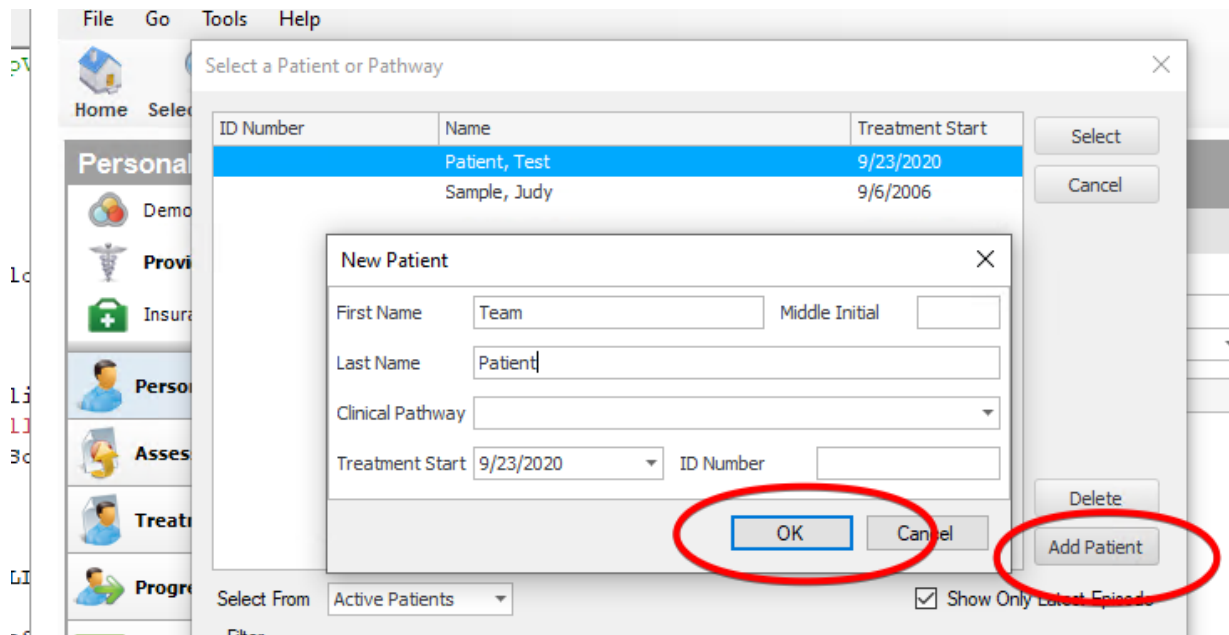 File Go Tools Help
Select a Patient or Pathway
Home
ID Number Name Treatment Start
Select
Patient, Test 9/23/2020
Sample, Judy 9/6/2006
Cancel
Personal
New Patient
First Name Team Middle Initial
Last Name Patient
Clinical Pathway
Treatment Start 9/23/2020 ID Number
OK Cancel
Delete
Add Patient
Select From Active Patients
Show Only Latest Episode
Filter